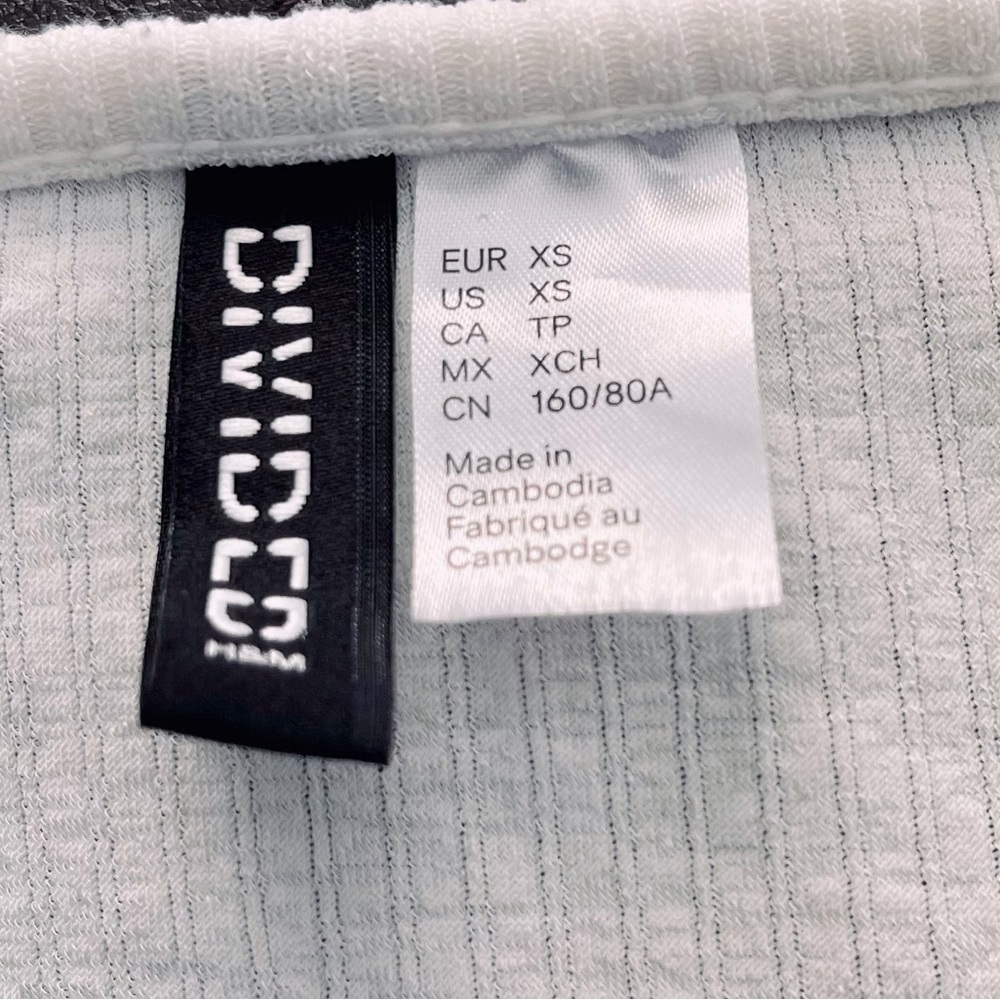 DIVIDED
H&M
EUR XS
US XS
CA TP
MX XCH
CN 160/80A
Made in
Cambodia
Fabriqué au
Cambodge